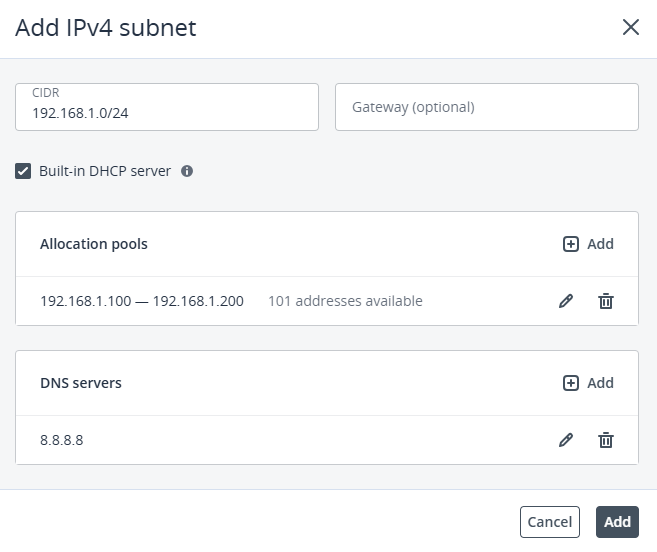 Add IPv4 subnet
CIDR
192.168.1.0/24
Gateway (optional)
Built-in DHCP server
Allocation pools
Add
192.168.1.100 — 192.168.1.200 101 addresses available
DNS servers
Add
8.8.8.8
Cancel
Add